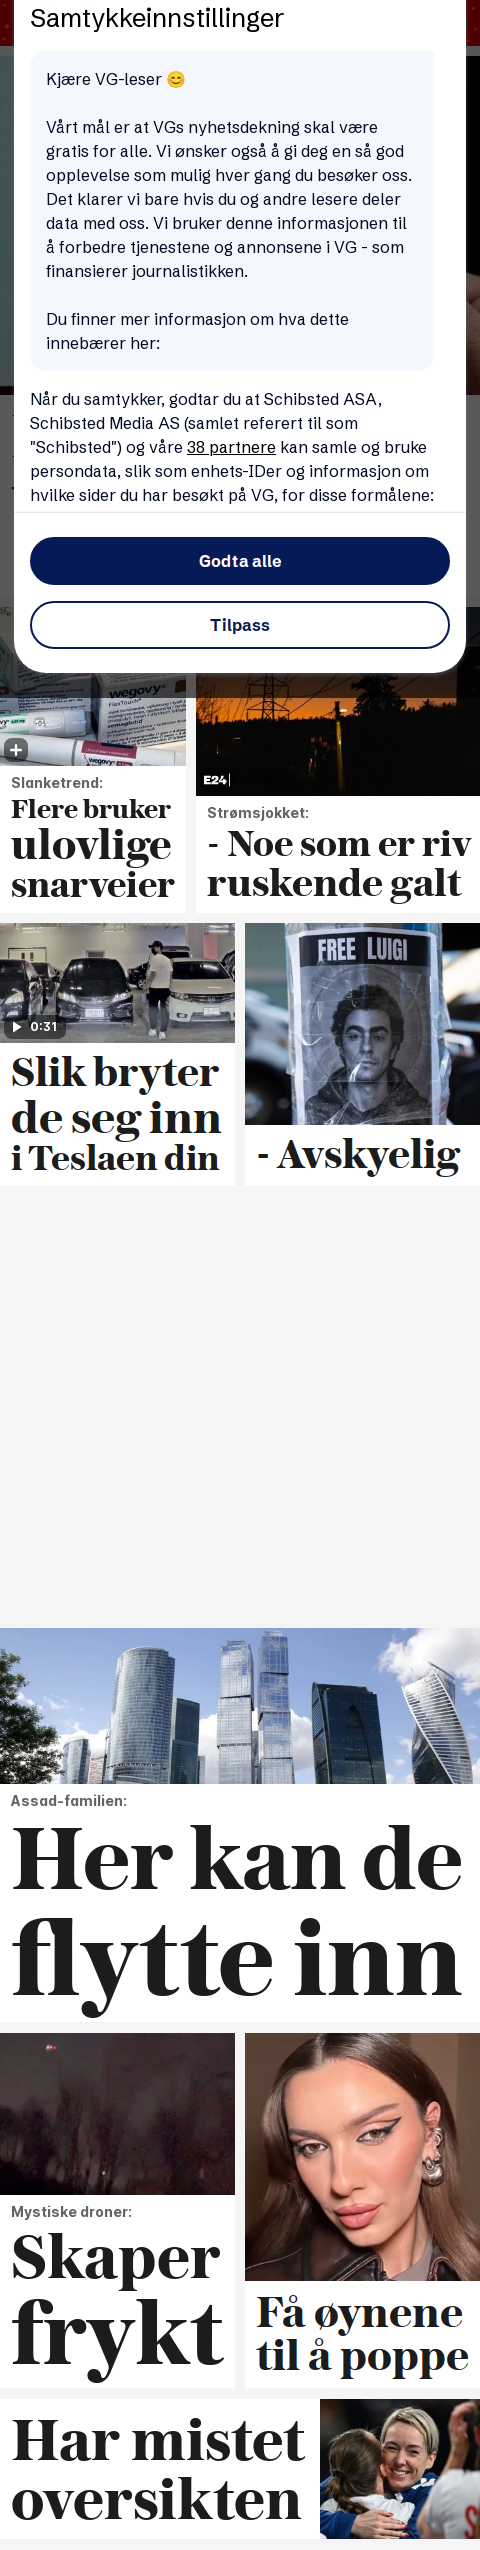 Samtykkeinnstillinger
Kjære VG-leser 😊
Vårt mål er at VGs nyhetsdekning skal være
gratis for alle. Vi ønsker også å gi deg en så god
opplevelse som mulig hver gang du besøker oss.
Det klarer vi bare hvis du og andre lesere deler
data med oss. Vi bruker denne informasjonen til
å forbedre tjenestene og annonsene i VG - som
finansierer journalistikken.
Du finner mer informasjon om hva dette
innebærer her:
Når du samtykker, godtar du at Schibsted ASA,
Schibsted Media AS (samlet referert til som
"Schibsted") og våre 38 partnere kan samle og bruke
persondata, slik som enhets-IDer og informasjon om
hvilke sider du har besøkt på VG, for disse formålene:
Godta alle
Tilpass
wegovy
FlexTouch
wegovy
E24
Slanketrend:
Flere bruker
ulovlige
snarveier
Strømsjokket:
- Noe som er riv
ruskende galt
0:31
Slik bryter
de seg inn
i Teslaen din
FREE LUIGI
- Avskyelig
Assad-familien:
Her kan de
flytte inn
Mystiske droner:
Skaper
frykt
Få øynene
til å poppe
Har mistet
oversikten